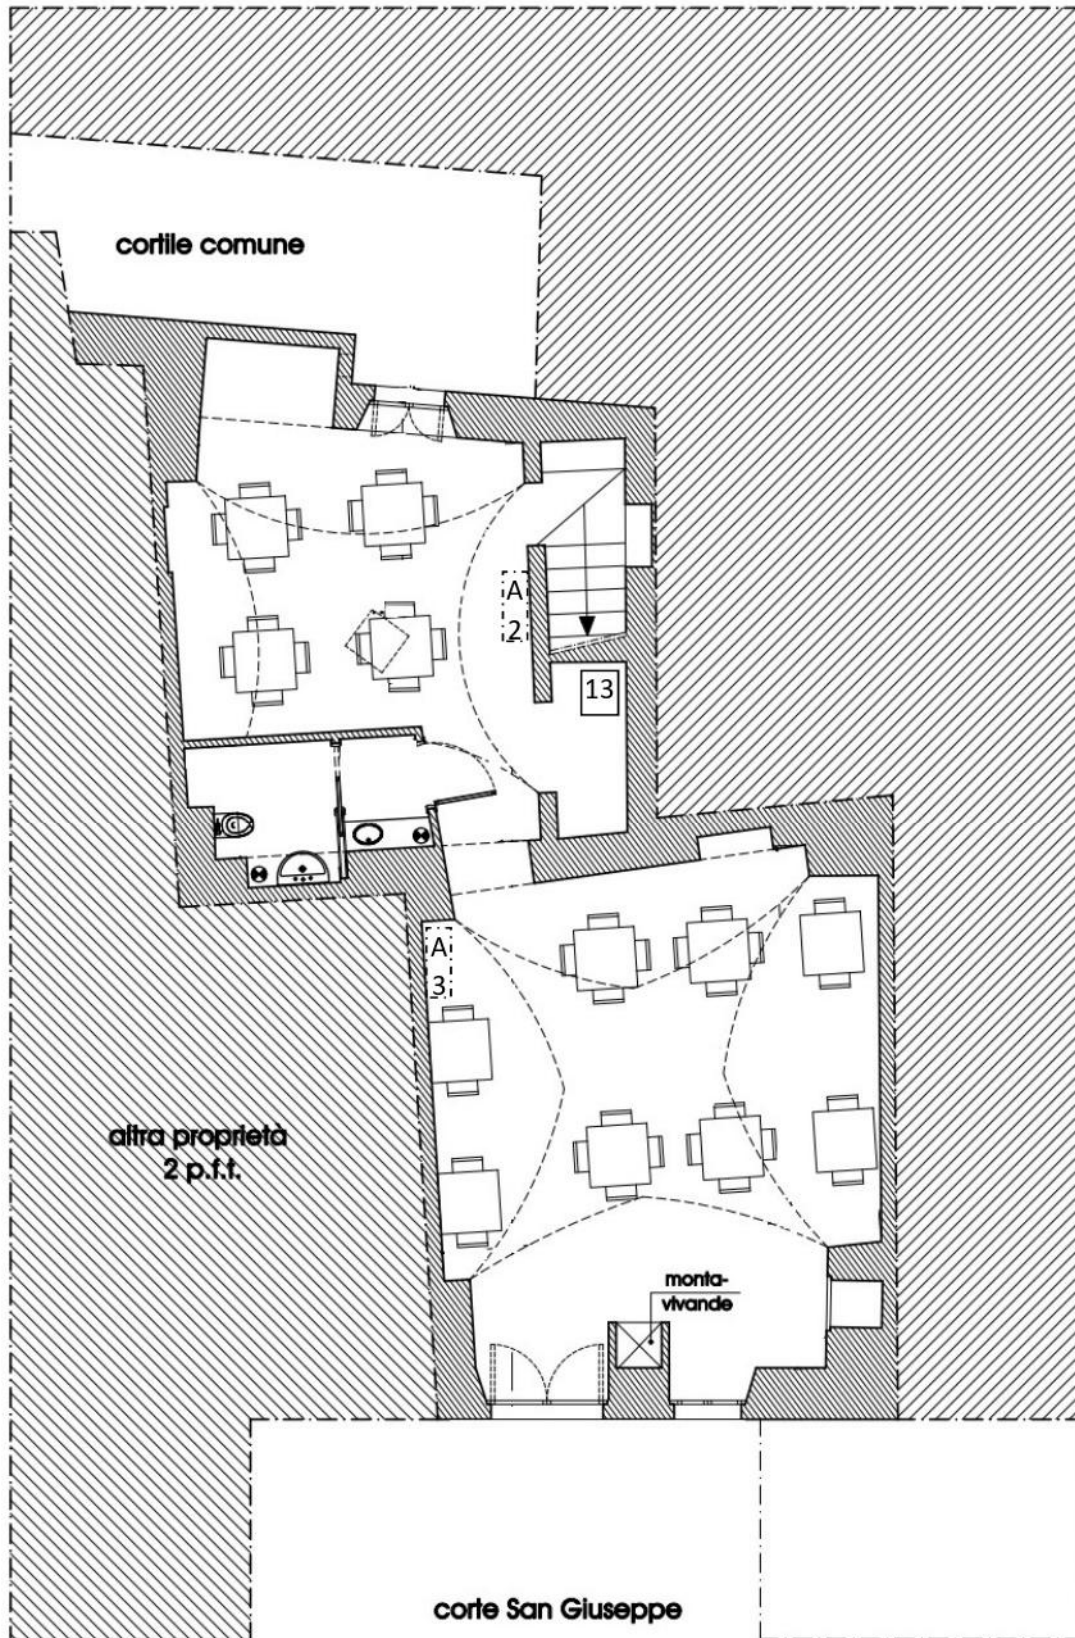 cortile comune
A
2
13
A
3
altra proprietà
2 p.f.t.
monta-
vivande
corte San Giuseppe